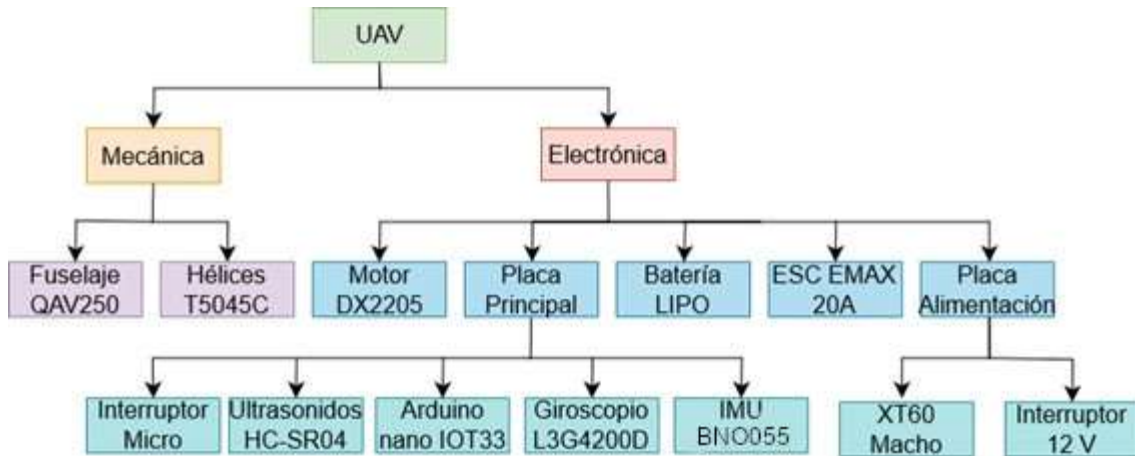 UAV
Mecánica
Electrónica
Fuselaje
QAV250
Hélices
T5045C
Motor
DX2205
Placa
Principal
Batería
LIPO
ESC EMAX
20A
Placa
Alimentación
Interruptor
Micro
Ultrasonidos
HC-SR04
Arduino
nano IOT33
Giroscopio
L3G4200D
IMU
BNO055
XT60
Macho
Interruptor
12 V